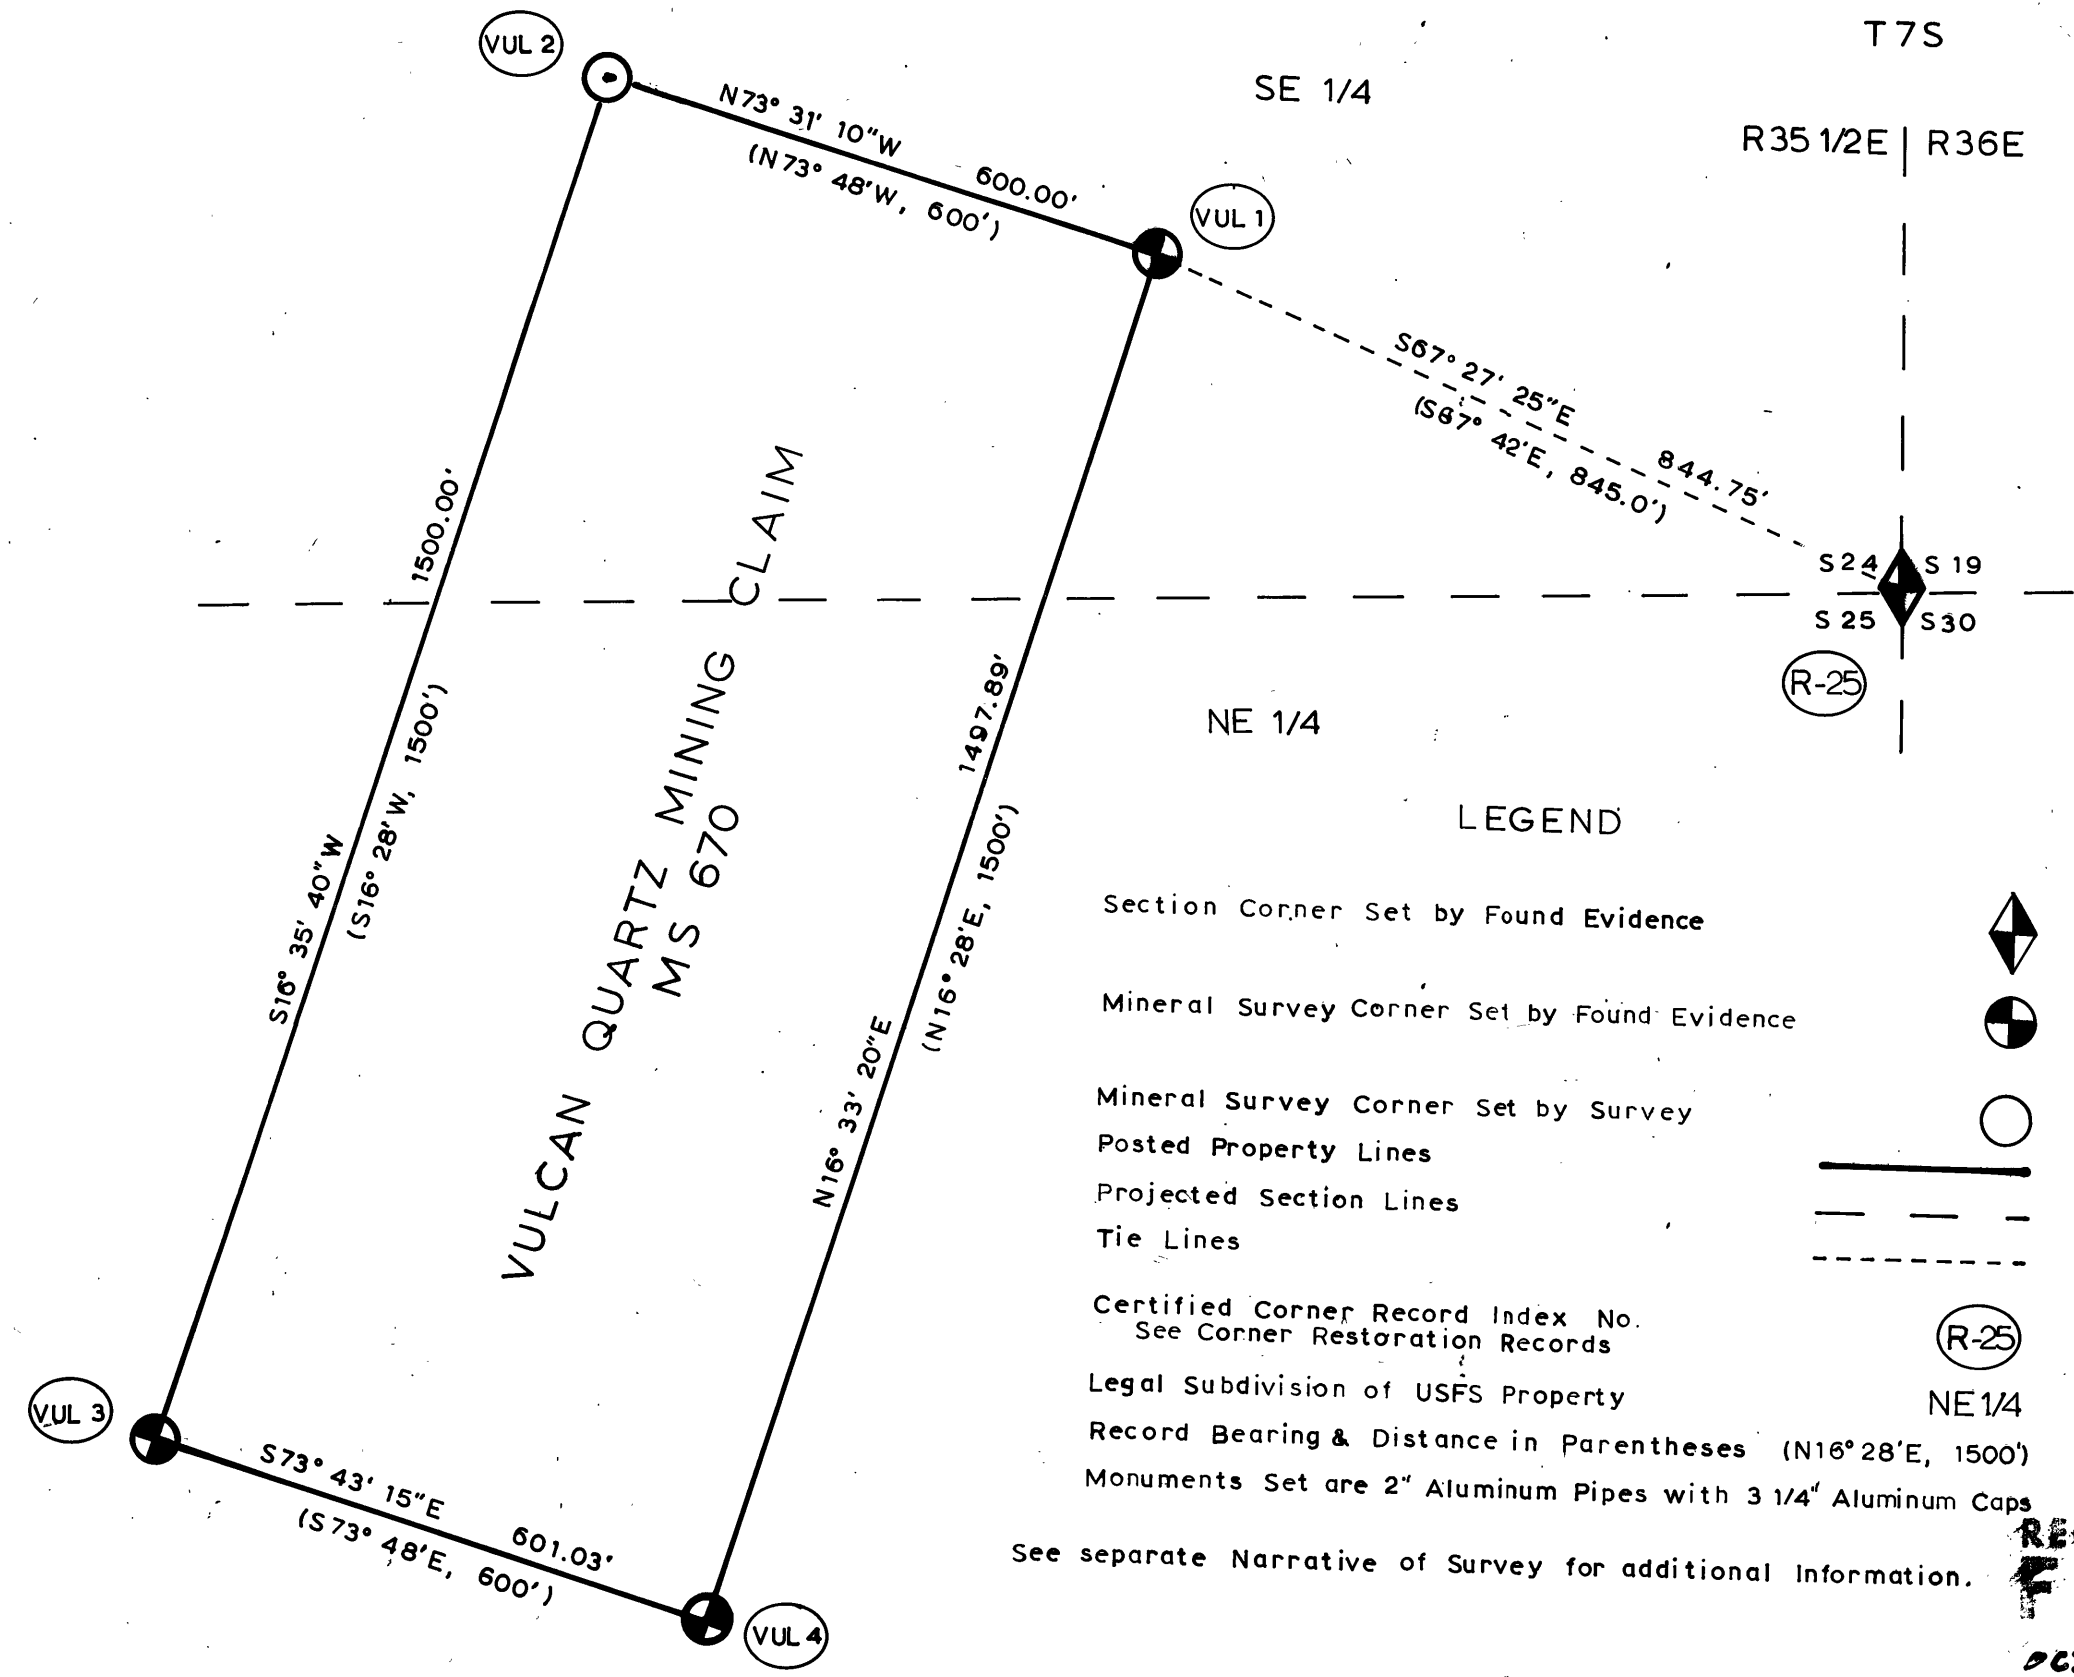 T7S
VUL 2
SE 1/4
N73° 31' 10"W 600.00'
(N73° 48'W, 600')
R35 1/2E | R36E
VUL 1
S67° 27' 25"E 844.75'
(S67° 42'E, 845.0')
S24 S19
S25 S30
R-25
NE 1/4
S16° 35' 40"W 1500.00'
(S16° 28'W, 1500')
VULCAN QUARTZ MINING CLAIM
MS 670
N16° 33' 20"E 1497.89'
(N16° 28'E, 1500')
VUL 3
S73° 43' 15"E 601.03'
(S73° 48'E, 600')
VUL 4
LEGEND
Section Corner Set by Found Evidence
Mineral Survey Corner Set by Found Evidence
Mineral Survey Corner Set by Survey
Posted Property Lines
Projected Section Lines
Tie Lines
Certified Corner Record Index No. R-25
See Corner Restoration Records
Legal Subdivision of USFS Property NE1/4
Record Bearing & Distance in Parentheses (N16°28'E, 1500')
Monuments Set are 2" Aluminum Pipes with 3 1/4" Aluminum Caps
See separate Narrative of Survey for additional Information.